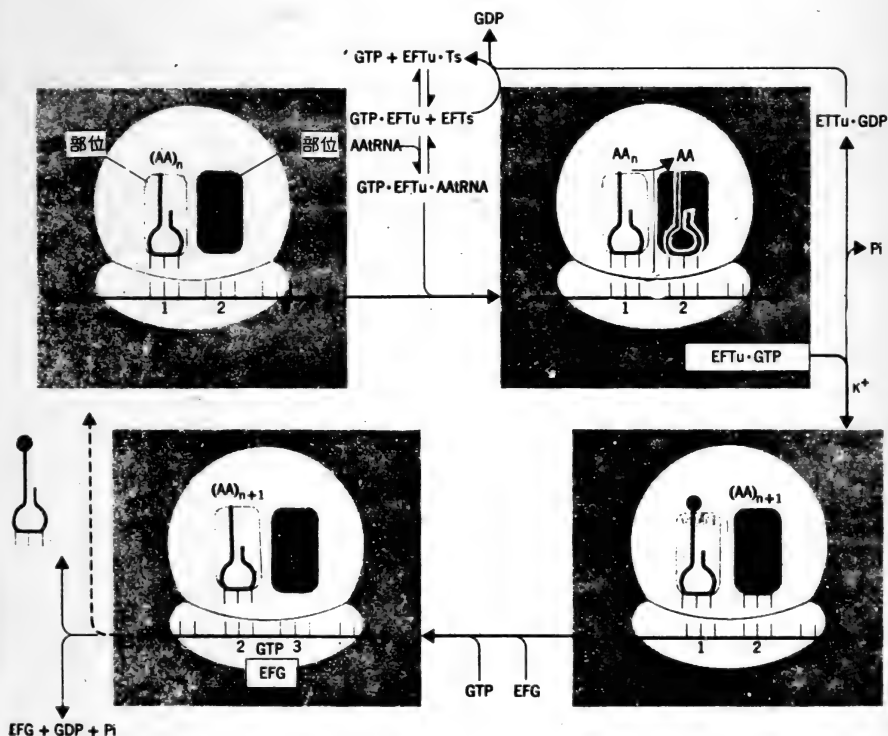 GDP
GTP + EFTu·Ts
GTP·EFTu + EFTs
AAtRNA
GTP·EFTu·AAtRNA
部位
(AA)n
部位
1 2
AAn AA
1 2
ETTu·GDP
Pi
EFTu·GTP
K+
(AA)n+1
2 GTP 3
EFG
(AA)n+1
1 2
GTP EFG
EFG + GDP + Pi